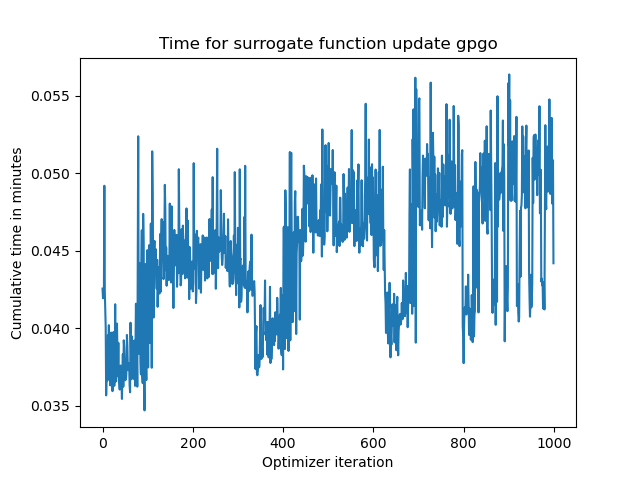 Time for surrogate function update gpgo
Cumulative time in minutes
0.055
0.050
0.045
0.040
0.035
0 200 400 600 800 1000
Optimizer iteration